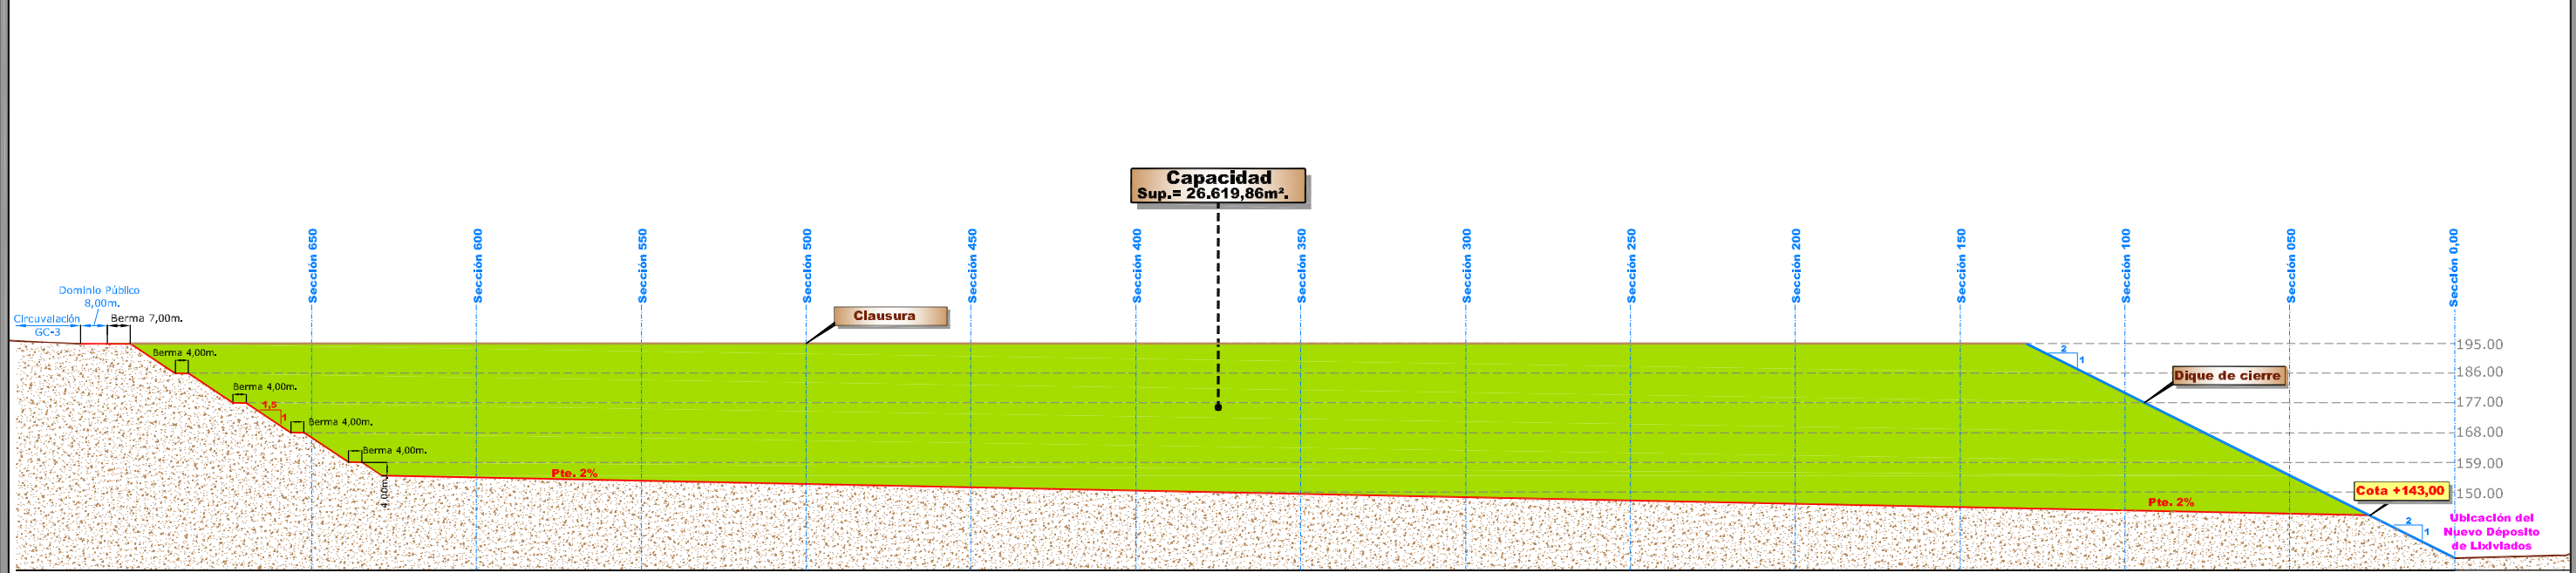 Capacidad
Sup.= 26.619,86m².
Sección 650
Sección 600
Sección 550
Sección 500
Sección 450
Sección 400
Sección 350
Sección 300
Sección 250
Sección 200
Sección 150
Sección 100
Sección 050
Sección 0,00
Dominio Público
8,00m.
Circuvalación
GC-3
Berma 7,00m.
Clausura
195.00
2
1
Berma 4,00m.
186.00
Dique de cierre
Berma 4,00m.
177.00
1,5
1
Berma 4,00m.
168.00
Berma 4,00m.
159.00
Pte. 2%
4,00m.
Cota +143,00
150.00
Pte. 2%
2
1
Ubicación del
Nuevo Déposito
de Lixiviados